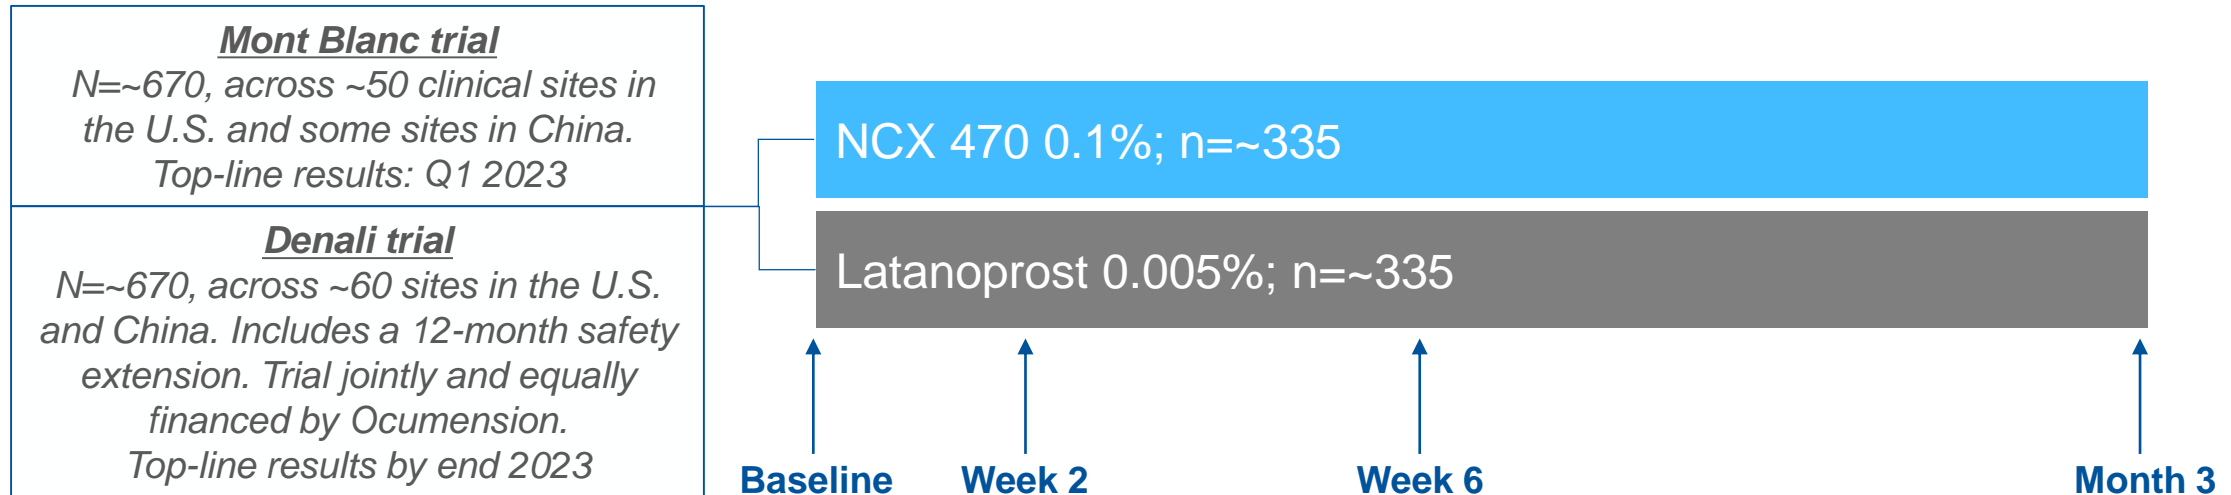 Mont Blanc trial
N=~670, across ~50 clinical sites in
the U.S. and some sites in China.
Top-line results: Q1 2023
Denali trial
N=~670, across ~60 sites in the U.S.
and China. Includes a 12-month safety
extension. Trial jointly and equally
financed by Ocumension.
Top-line results by end 2023
NCX 470 0.1%; n=~335
Latanoprost 0.005%; n=~335
Baseline
Week 2
Week 6
Month 3